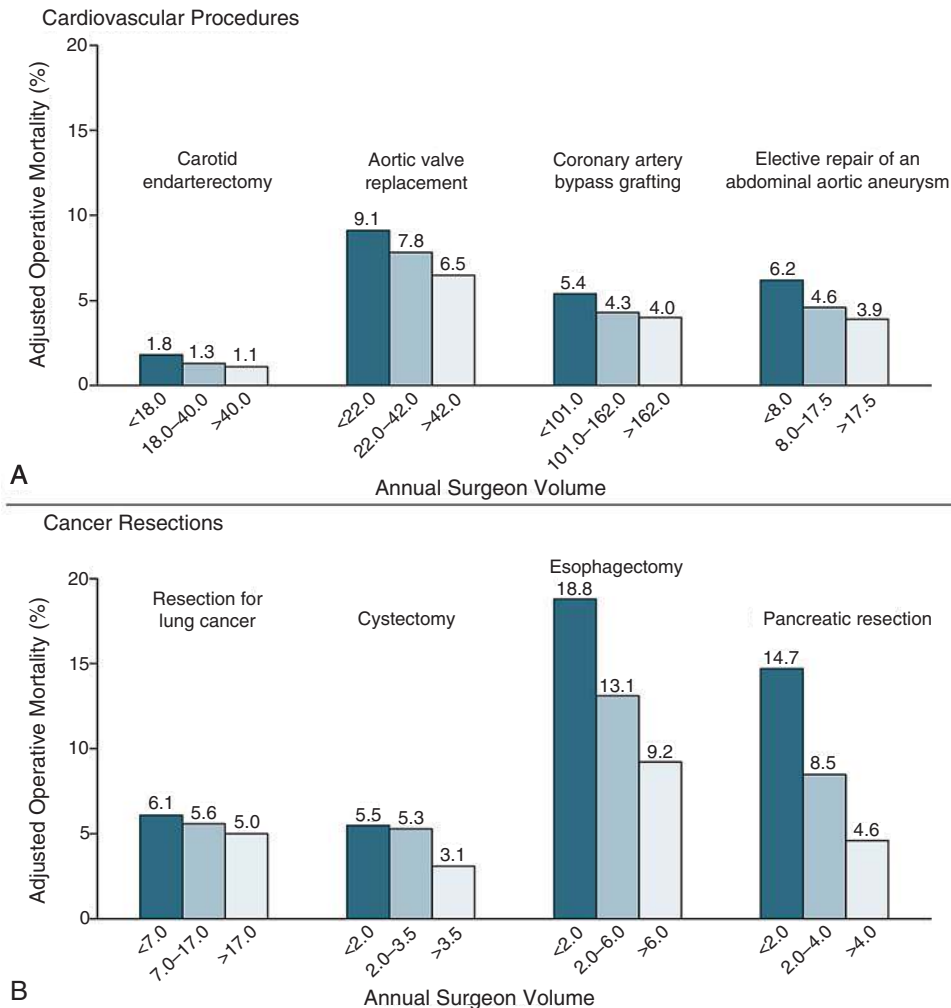 Cardiovascular Procedures
Adjusted Operative Mortality (%)
20
15
10
5
0
Carotid
endarterectomy
Aortic valve
replacement
Coronary artery
bypass grafting
Elective repair of an
abdominal aortic aneurysm
1.8 1.3 1.1
9.1 7.8 6.5
5.4 4.3 4.0
6.2 4.6 3.9
<18.0 18.0–40.0 >40.0
<22.0 22.0–42.0 >42.0
<101.0 101.0–162.0 >162.0
<8.0 8.0–17.5 >17.5
A
Annual Surgeon Volume
Cancer Resections
Adjusted Operative Mortality (%)
20
15
10
5
0
Resection for
lung cancer
Cystectomy
Esophagectomy
Pancreatic resection
6.1 5.6 5.0
5.5 5.3 3.1
18.8 13.1 9.2
14.7 8.5 4.6
<7.0 7.0–17.0 >17.0
<2.0 2.0–3.5 >3.5
<2.0 2.0–6.0 >6.0
<2.0 2.0–4.0 >4.0
B
Annual Surgeon Volume